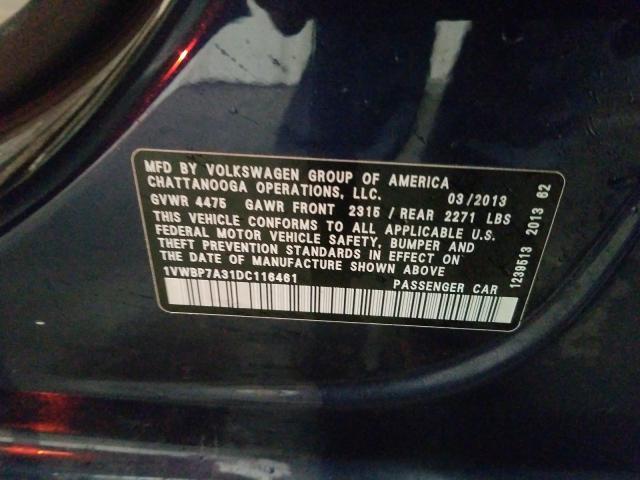 MFD BY VOLKSWAGEN GROUP OF AMERICA
CHATTANOOGA OPERATIONS, LLC. 03/2013
GVWR 4475 GAWR FRONT 2315 / REAR 2271 LBS
THIS VEHICLE CONFORMS TO ALL APPLICABLE U.S.
FEDERAL MOTOR VEHICLE SAFETY, BUMPER AND
THEFT PREVENTION STANDARDS IN EFFECT ON
THE DATE OF MANUFACTURE SHOWN ABOVE
1VWBP7A31DC116461 PASSENGER CAR
1239513 2013 62